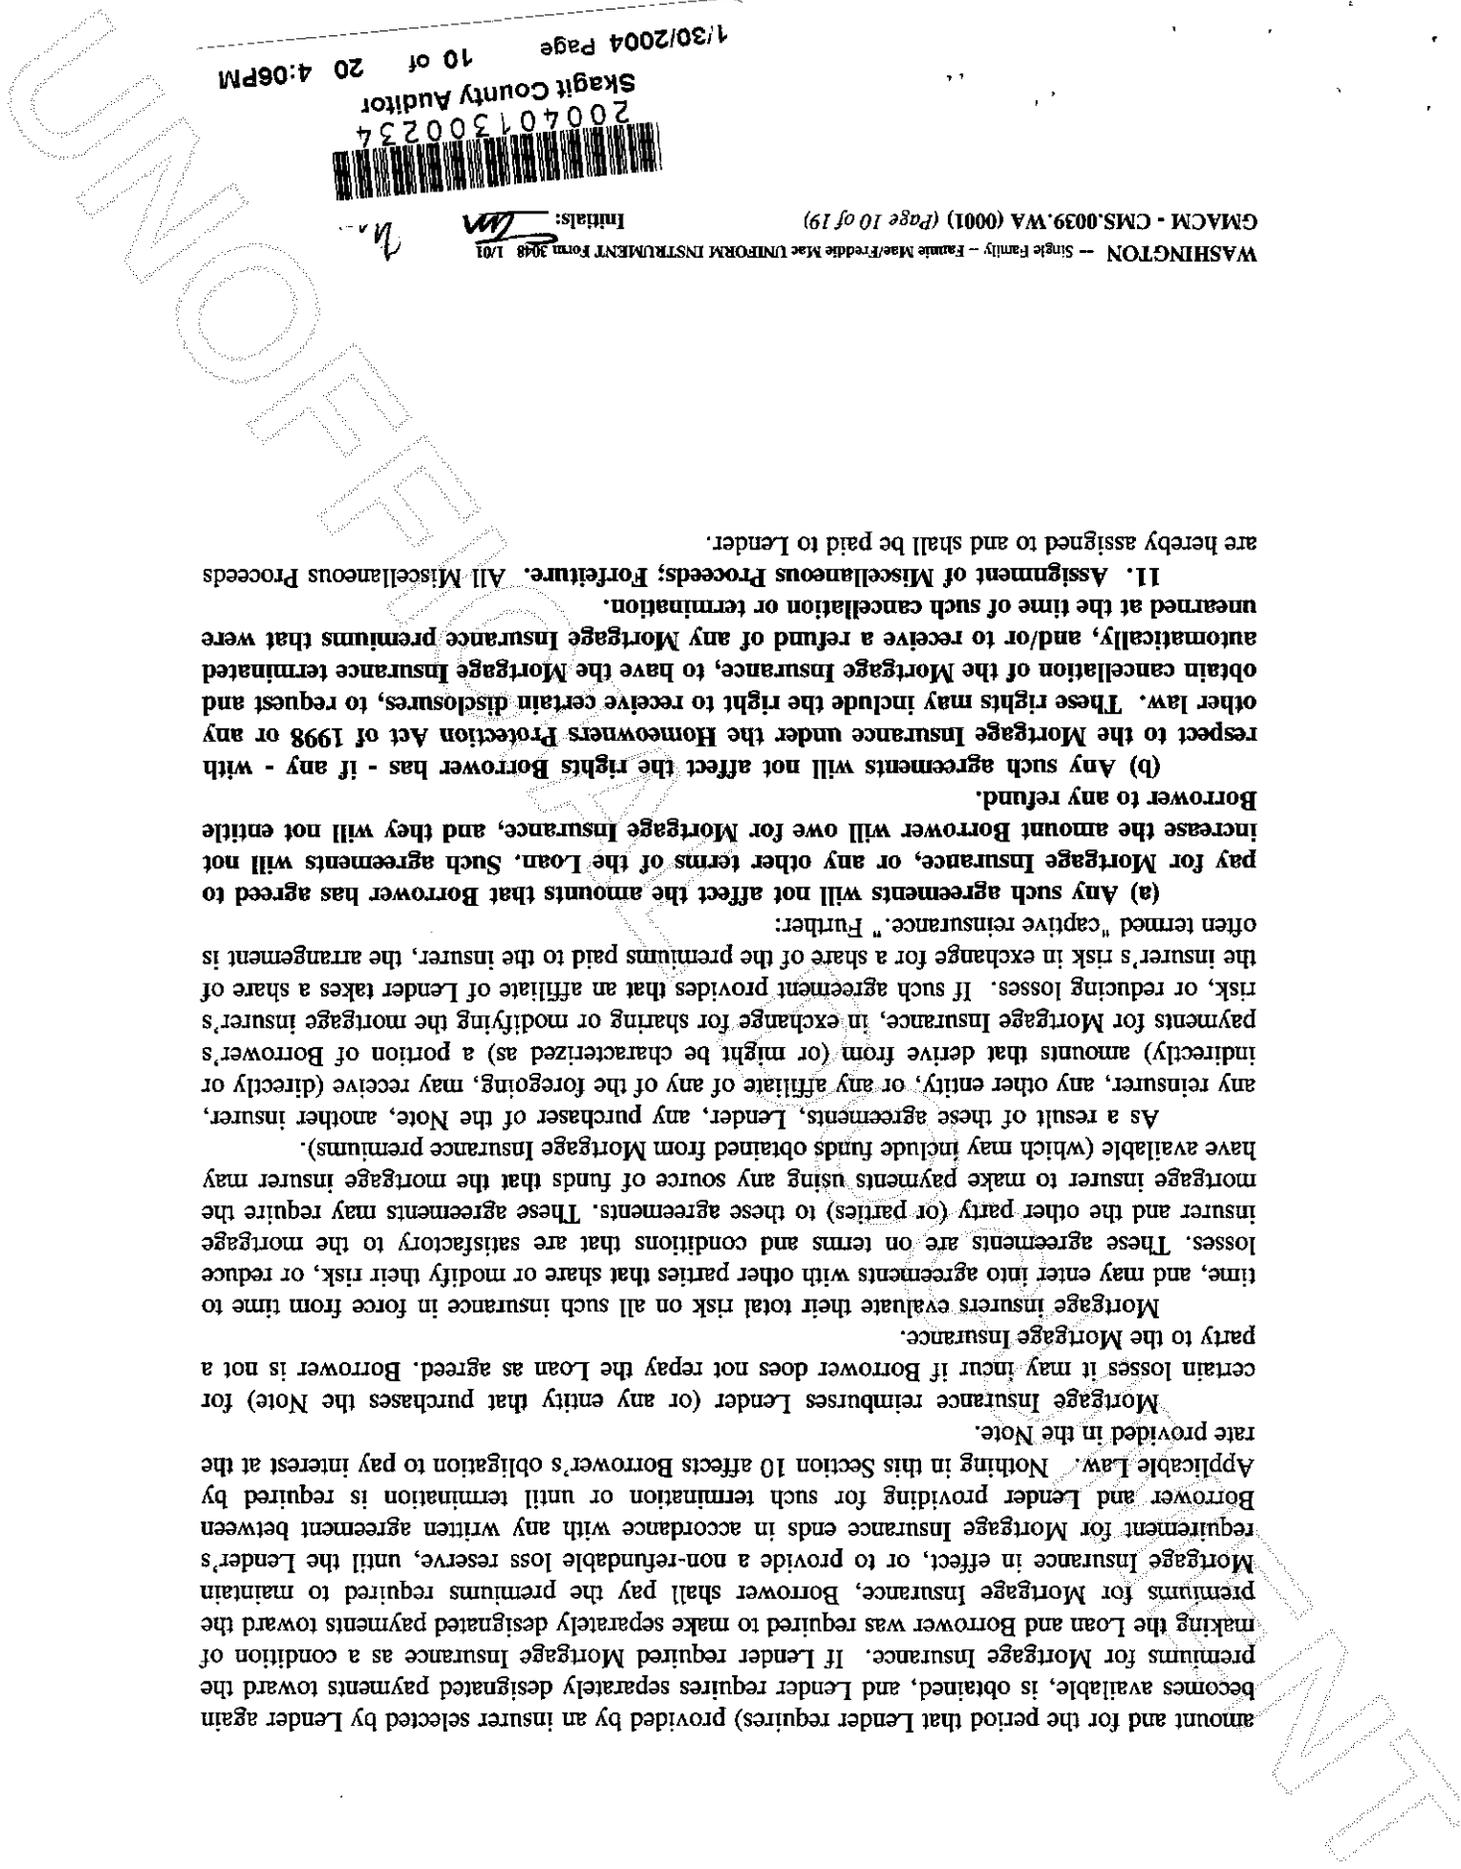 amount and for the period that Lender requires) provided by an insurer selected by Lender again
becomes available, is obtained, and Lender requires separately designated payments toward the
premiums for Mortgage Insurance. If Lender required Mortgage Insurance as a condition of
making the Loan and Borrower was required to make separately designated payments toward the
premiums for Mortgage Insurance, Borrower shall pay the premiums required to maintain
Mortgage Insurance in effect, or to provide a non-refundable loss reserve, until the Lender's
requirement for Mortgage Insurance ends in accordance with any written agreement between
Borrower and Lender providing for such termination or until termination is required by
Applicable Law. Nothing in this Section 10 affects Borrower's obligation to pay interest at the
rate provided in the Note.
Mortgage Insurance reimburses Lender (or any entity that purchases the Note) for
certain losses it may incur if Borrower does not repay the Loan as agreed. Borrower is not a
party to the Mortgage Insurance.
Mortgage insurers evaluate their total risk on all such insurance in force from time to
time, and may enter into agreements with other parties that share or modify their risk, or reduce
losses. These agreements are on terms and conditions that are satisfactory to the mortgage
insurer and the other party (or parties) to these agreements. These agreements may require the
mortgage insurer to make payments using any source of funds that the mortgage insurer may
have available (which may include funds obtained from Mortgage Insurance premiums).
As a result of these agreements, Lender, any purchaser of the Note, another insurer,
any reinsurer, any other entity, or any affiliate of any of the foregoing, may receive (directly or
indirectly) amounts that derive from (or might be characterized as) a portion of Borrower's
payments for Mortgage Insurance, in exchange for sharing or modifying the mortgage insurer's
risk, or reducing losses. If such agreement provides that an affiliate of Lender takes a share of
the insurer's risk in exchange for a share of the premiums paid to the insurer, the arrangement is
often termed "captive reinsurance." Further:
(a) Any such agreements will not affect the amounts that Borrower has agreed to
pay for Mortgage Insurance, or any other terms of the Loan. Such agreements will not
increase the amount Borrower will owe for Mortgage Insurance, and they will not entitle
Borrower to any refund.
(b) Any such agreements will not affect the rights Borrower has - if any - with
respect to the Mortgage Insurance under the Homeowners Protection Act of 1998 or any
other law. These rights may include the right to receive certain disclosures, to request and
obtain cancellation of the Mortgage Insurance, to have the Mortgage Insurance terminated
automatically, and/or to receive a refund of any Mortgage Insurance premiums that were
unearned at the time of such cancellation or termination.
11. Assignment of Miscellaneous Proceeds; Forfeiture. All Miscellaneous Proceeds
are hereby assigned to and shall be paid to Lender.
WASHINGTON -- Single Family -- Fannie Mae/Freddie Mac UNIFORM INSTRUMENT Form 3048 1/01
GMACM - CMS.0039.WA (0001) (Page 10 of 19) Initials:
200401300234
Skagit County Auditor
1/30/2004 Page 10 of 20 4:06PM
UNOFFICIAL DOCUMENT